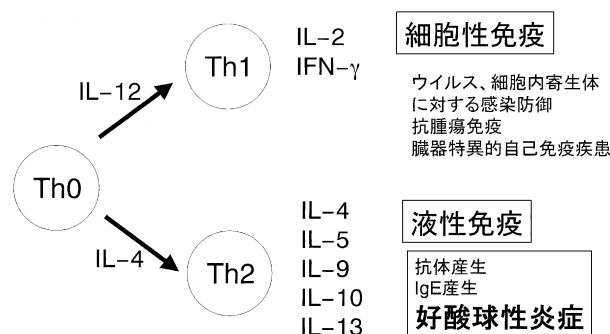 IL−2
IFN−γ
細胞性免疫
Th1
IL−12
ウイルス、細胞内寄生体
に対する感染防御
抗腫瘍免疫
臓器特異的自己免疫疾患
Th0
IL−4
Th2
IL−4
IL−5
IL−9
IL−10
IL−13
液性免疫
抗体産生
IgE産生
好酸球性炎症